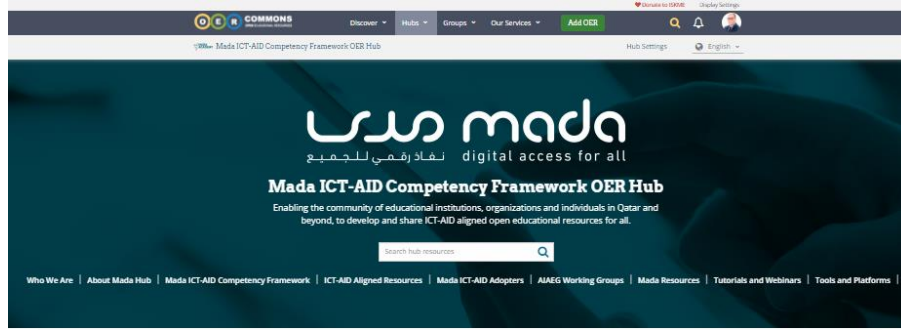 Donate to ISKME Display Settings
OER COMMONS Discover Hubs Groups Our Services Add OER
Mada ICT-AID Competency Framework OER Hub Hub Settings English
مدى mada
نفاذ رقمي للجميع digital access for all
Mada ICT-AID Competency Framework OER Hub
Enabling the community of educational institutions, organizations and individuals in Qatar and
beyond, to develop and share ICT-AID aligned open educational resources for all.
Search hub resources
Who We Are | About Mada Hub | Mada ICT-AID Competency Framework | ICT-AID Aligned Resources | Mada ICT-AID Adopters | AIAEG Working Groups | Mada Resources | Tutorials and Webinars | Tools and Platforms |